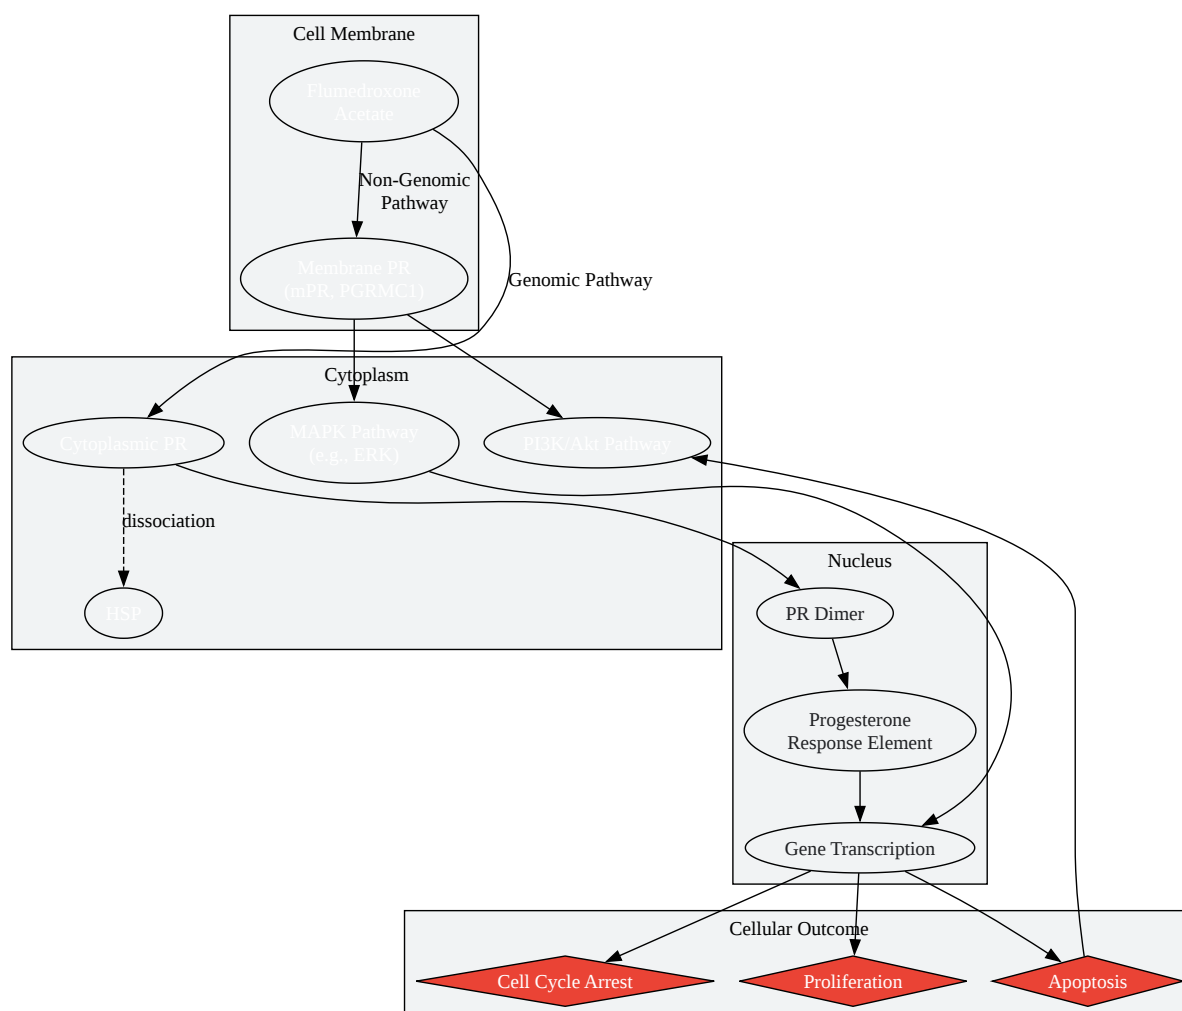 Cell Membrane
Flumedroxone
Acetate
Non-Genomic
Pathway
Membrane PR
(mPR, PGRMC1)
Genomic Pathway
Cytoplasm
Cytoplasmic PR
MAPK Pathway
(e.g., ERK)
PI3K/Akt Pathway
dissociation
HSP
Nucleus
PR Dimer
Progesterone
Response Element
Gene Transcription
Cellular Outcome
Cell Cycle Arrest
Proliferation
Apoptosis